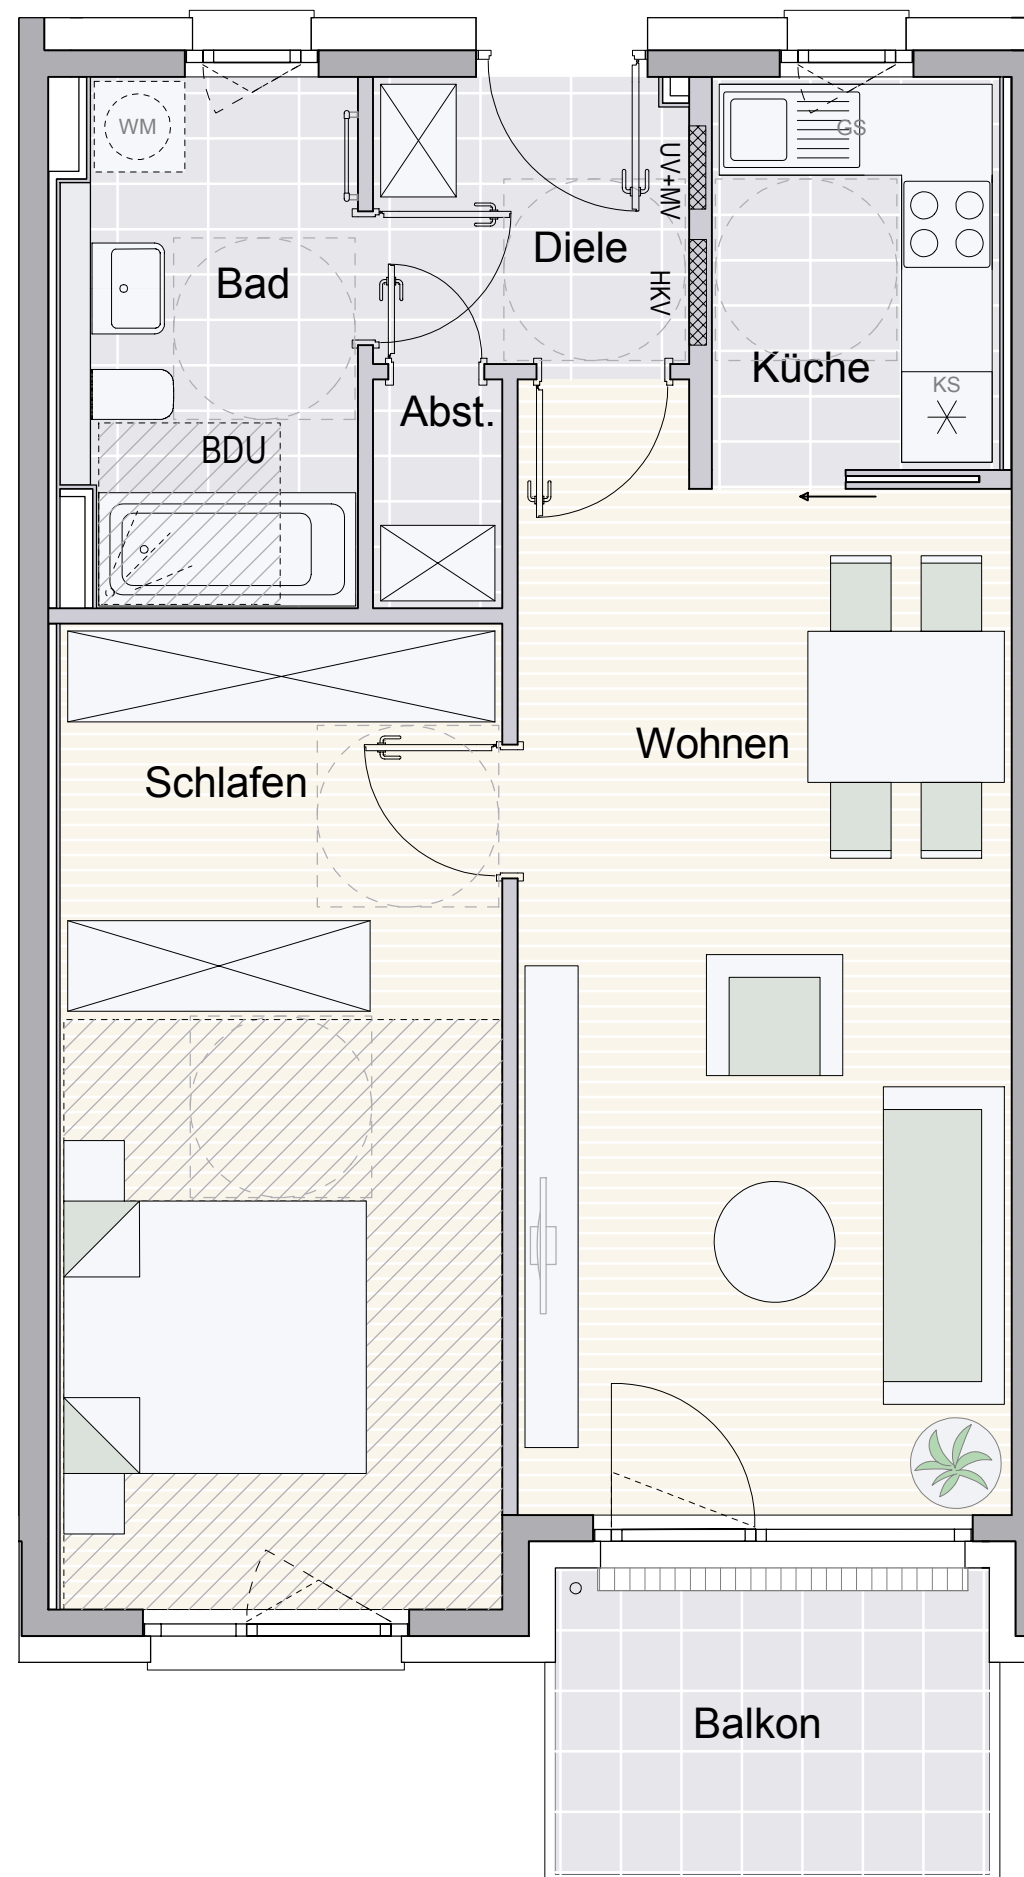 WM
GS
UV+MV
Diele
Bad
HKV
Küche
KS
Abst.
BDU
Wohnen
Schlafen
Balkon